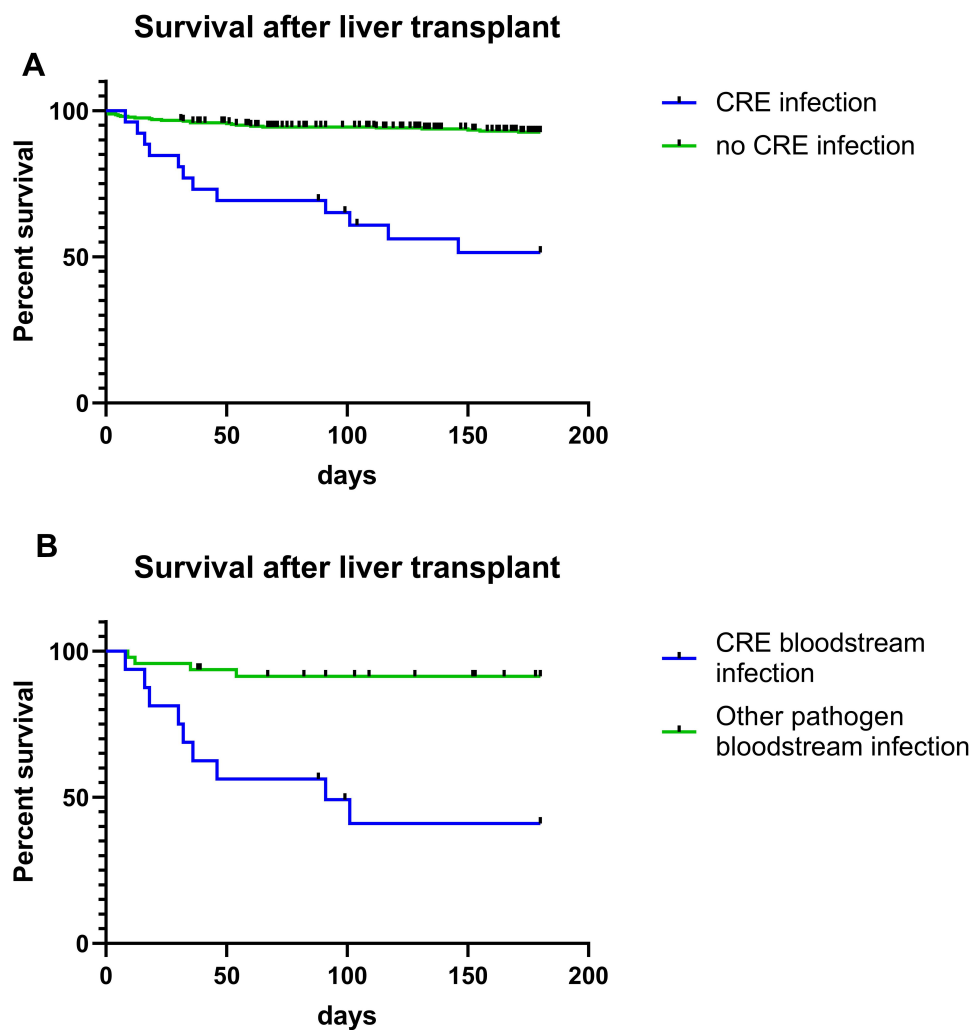 Survival after liver transplant
A
100
50
0
Percent survival
0 50 100 150 200
days
CRE infection
no CRE infection
B
Survival after liver transplant
100
50
0
Percent survival
0 50 100 150 200
days
CRE bloodstream
infection
Other pathogen
bloodstream infection